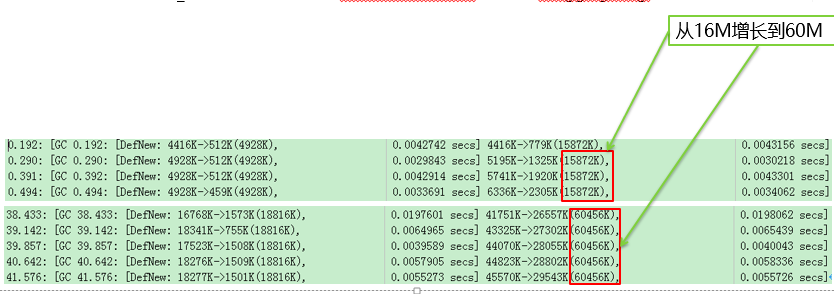 从16M增长到60M
0.192: [GC 0.192: [DefNew: 4416K->512K(4928K), 0.0042742 secs] 4416K->779K(15872K), 0.0043156 secs]
0.290: [GC 0.290: [DefNew: 4928K->512K(4928K), 0.0029843 secs] 5195K->1325K(15872K), 0.0030218 secs]
0.391: [GC 0.392: [DefNew: 4928K->512K(4928K), 0.0042914 secs] 5741K->1920K(15872K), 0.0043301 secs]
0.494: [GC 0.494: [DefNew: 4928K->459K(4928K), 0.0033691 secs] 6336K->2305K(15872K), 0.0034062 secs]
38.433: [GC 38.433: [DefNew: 16768K->1573K(18816K), 0.0197601 secs] 41751K->26557K(60456K), 0.0198062 secs]
39.142: [GC 39.142: [DefNew: 18341K->755K(18816K), 0.0064965 secs] 43325K->27302K(60456K), 0.0065439 secs]
39.857: [GC 39.857: [DefNew: 17523K->1508K(18816K), 0.0039589 secs] 44070K->28055K(60456K), 0.0040043 secs]
40.642: [GC 40.642: [DefNew: 18276K->1509K(18816K), 0.0057905 secs] 44823K->28802K(60456K), 0.0058336 secs]
41.576: [GC 41.576: [DefNew: 18277K->1501K(18816K), 0.0055273 secs] 45570K->29543K(60456K), 0.0055726 secs]